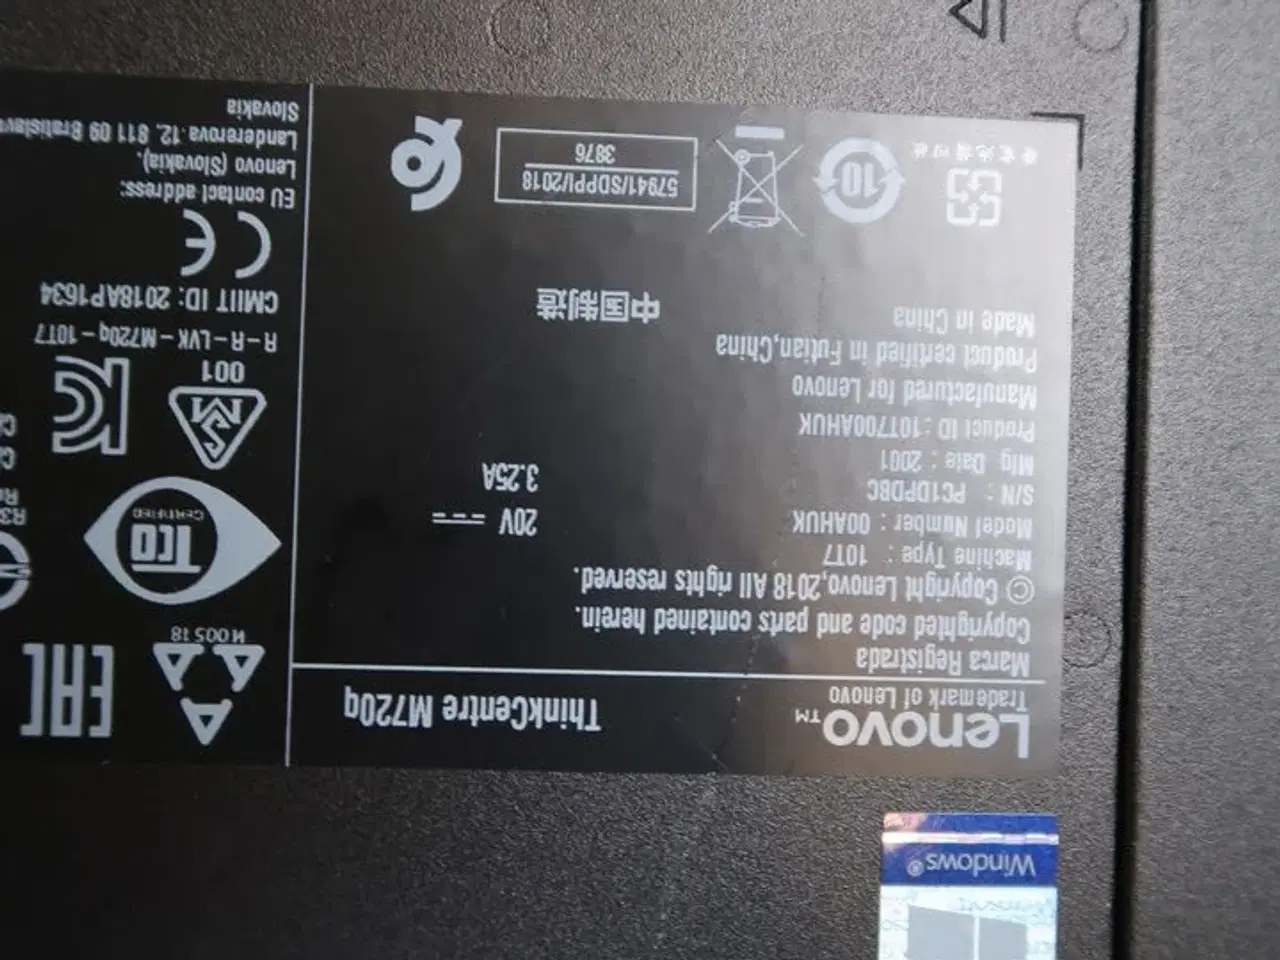 Windows®
Lenovo™
Trademark of Lenovo
ThinkCentre M720q
Marca Registrada
Copyrighted code and parts contained herein.
© Copyright Lenovo,2018 All rights reserved.
Machine Type : 10T7
Model Number : 00AHUK
S/N : PC1DPDBC
Mfg Date : 2001
Product ID : 10T700AHUK
Manufactured for Lenovo
Product certified in Futian,China
Made in China
20V
3.25A
中国制造
10
57941/SDPPI/2018
3876
EAC
M00518
TCO
CERTIFIED
001
R-R-LVK-M720q-10T7
CMIIT ID: 2018AP1634
CE
EU contact address:
Lenovo (Slovakia),
Landererova 12, 811 09 Bratislava
Slovakia